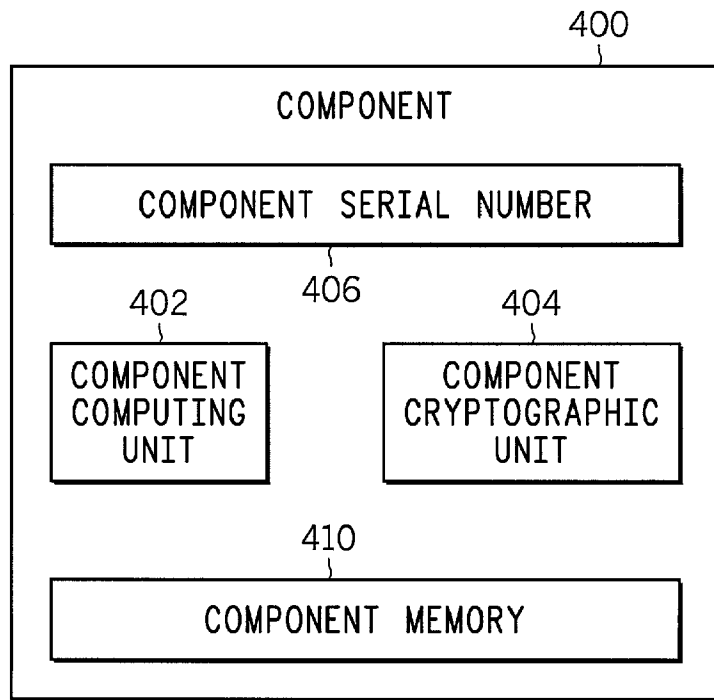 400
COMPONENT
COMPONENT SERIAL NUMBER
406
402
COMPONENT
COMPUTING
UNIT
404
COMPONENT
CRYPTOGRAPHIC
UNIT
410
COMPONENT MEMORY